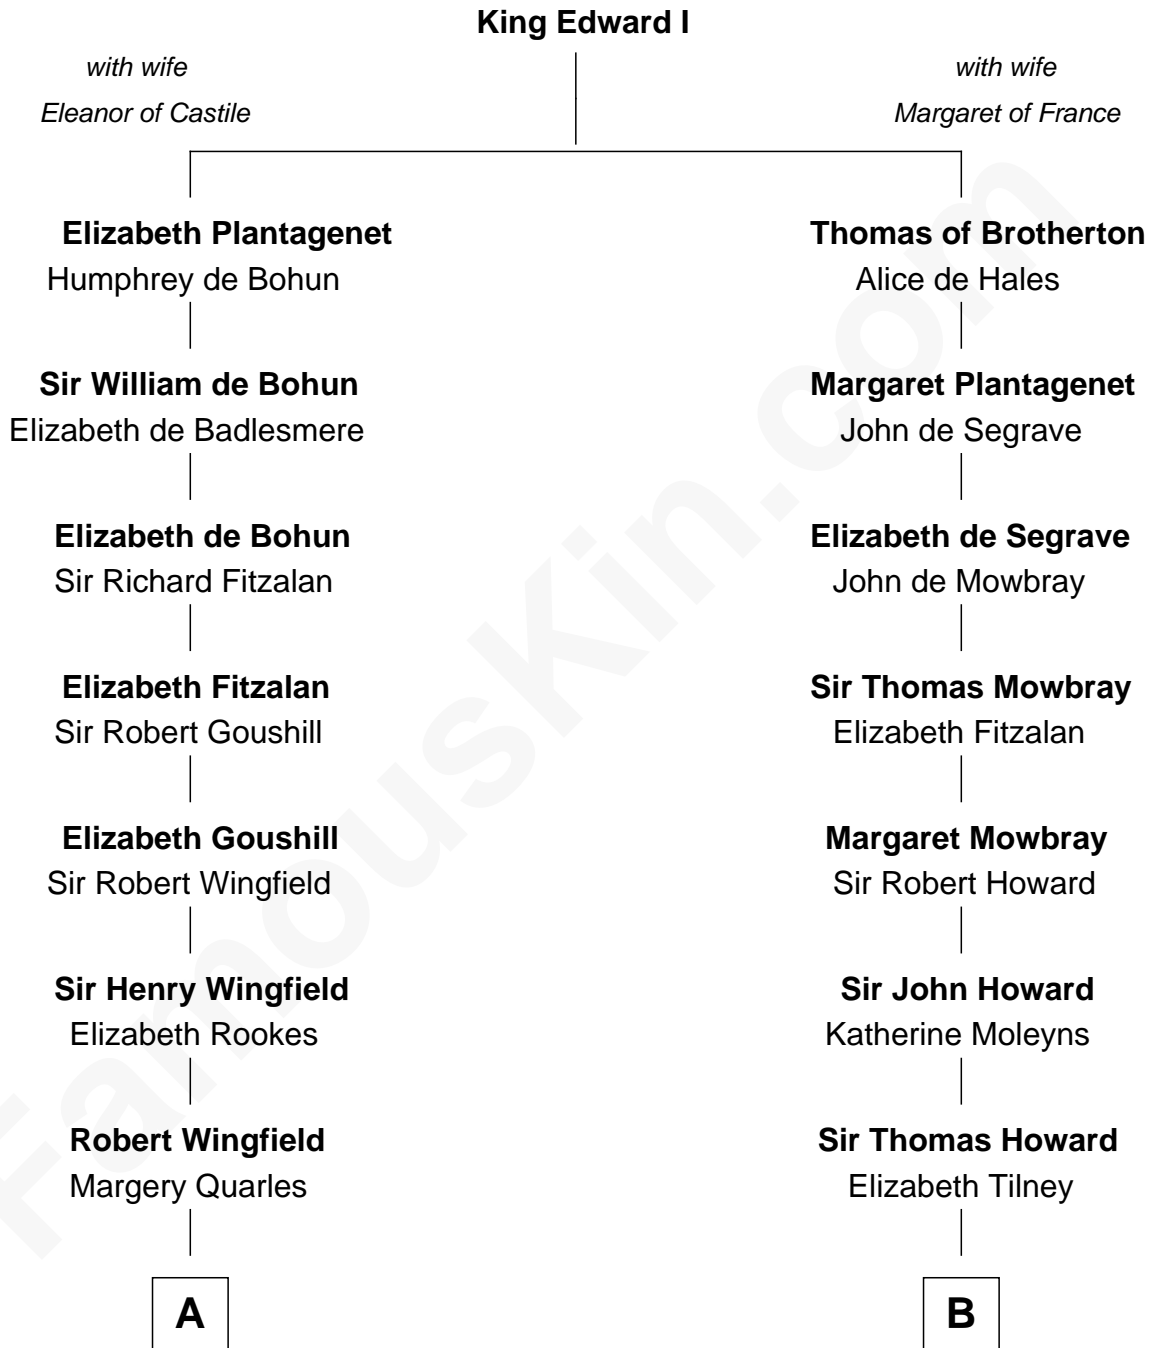 King Edward I
with wife
Eleanor of Castile
with wife
Margaret of France
Elizabeth Plantagenet
Humphrey de Bohun
Thomas of Brotherton
Alice de Hales
Sir William de Bohun
Elizabeth de Badlesmere
Margaret Plantagenet
John de Segrave
Elizabeth de Bohun
Sir Richard Fitzalan
Elizabeth de Segrave
John de Mowbray
Elizabeth Fitzalan
Sir Robert Goushill
Sir Thomas Mowbray
Elizabeth Fitzalan
Elizabeth Goushill
Sir Robert Wingfield
Margaret Mowbray
Sir Robert Howard
Sir Henry Wingfield
Elizabeth Rookes
Sir John Howard
Katherine Moleyns
Robert Wingfield
Margery Quarles
Sir Thomas Howard
Elizabeth Tilney
A
B
FamousKin.com